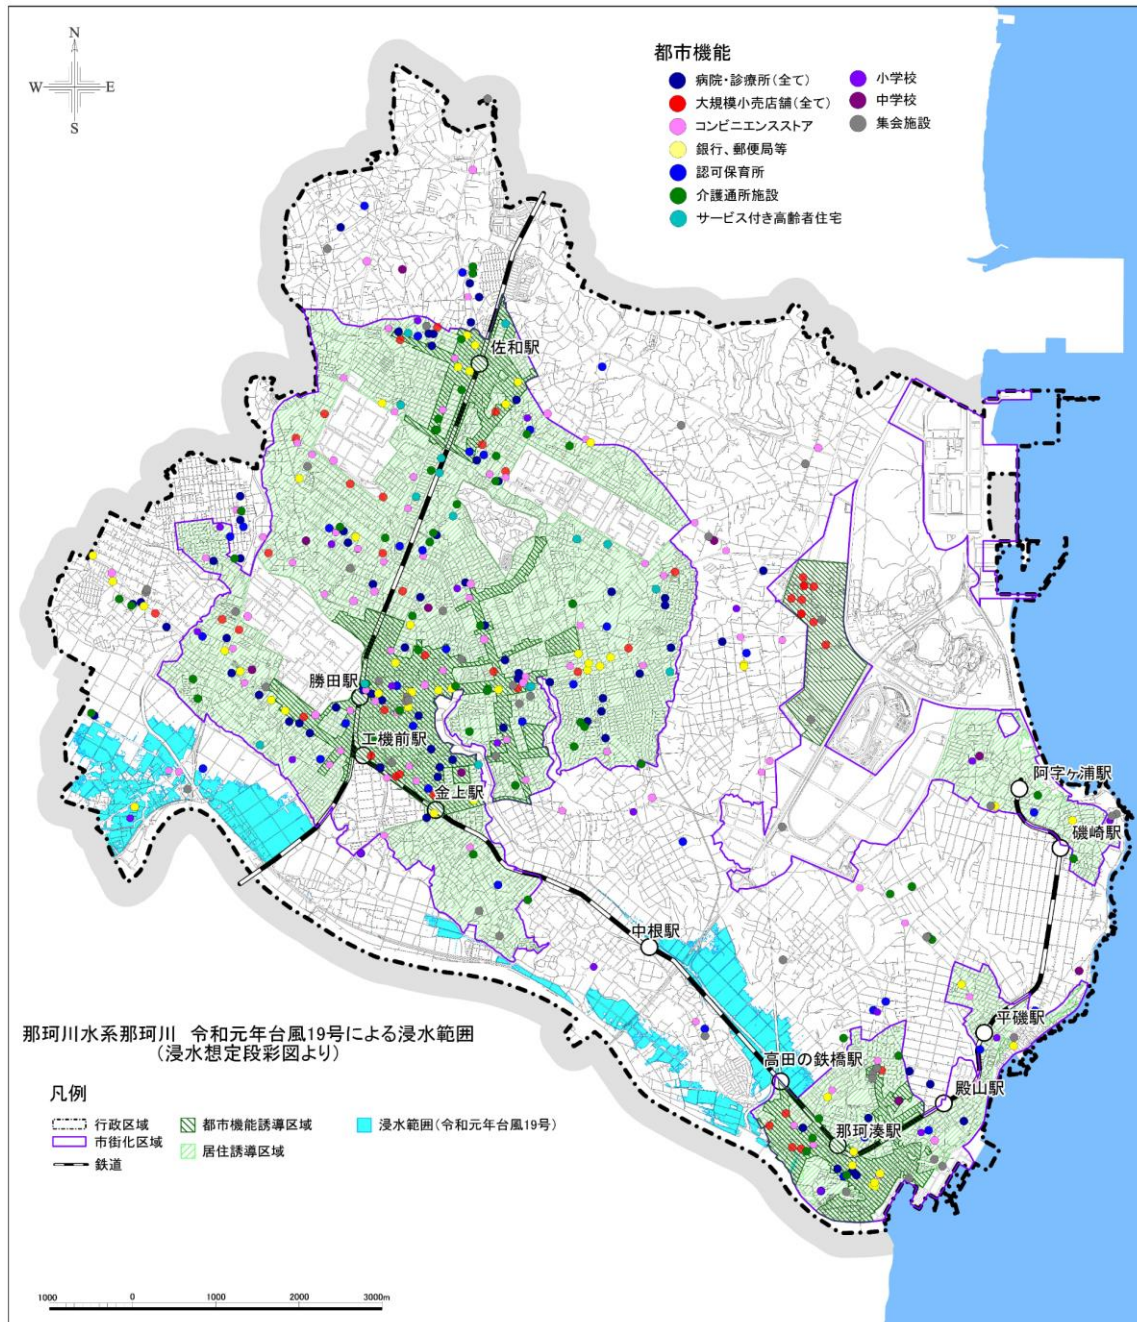 N
W
E
S
都市機能
病院・診療所(全て)
大規模小売店舗(全て)
コンビニエンスストア
銀行、郵便局等
認可保育所
介護通所施設
サービス付き高齢者住宅
小学校
中学校
集会施設
佐和駅
勝田駅
工機前駅
金上駅
阿字ヶ浦駅
磯崎駅
中根駅
平磯駅
高田の鉄橋駅
殿山駅
那珂湊駅
那珂川水系那珂川 令和元年台風19号による浸水範囲
(浸水想定段彩図より)
凡例
行政区域
市街化区域
鉄道
都市機能誘導区域
居住誘導区域
浸水範囲(令和元年台風19号)
1000 0 1000 2000 3000m